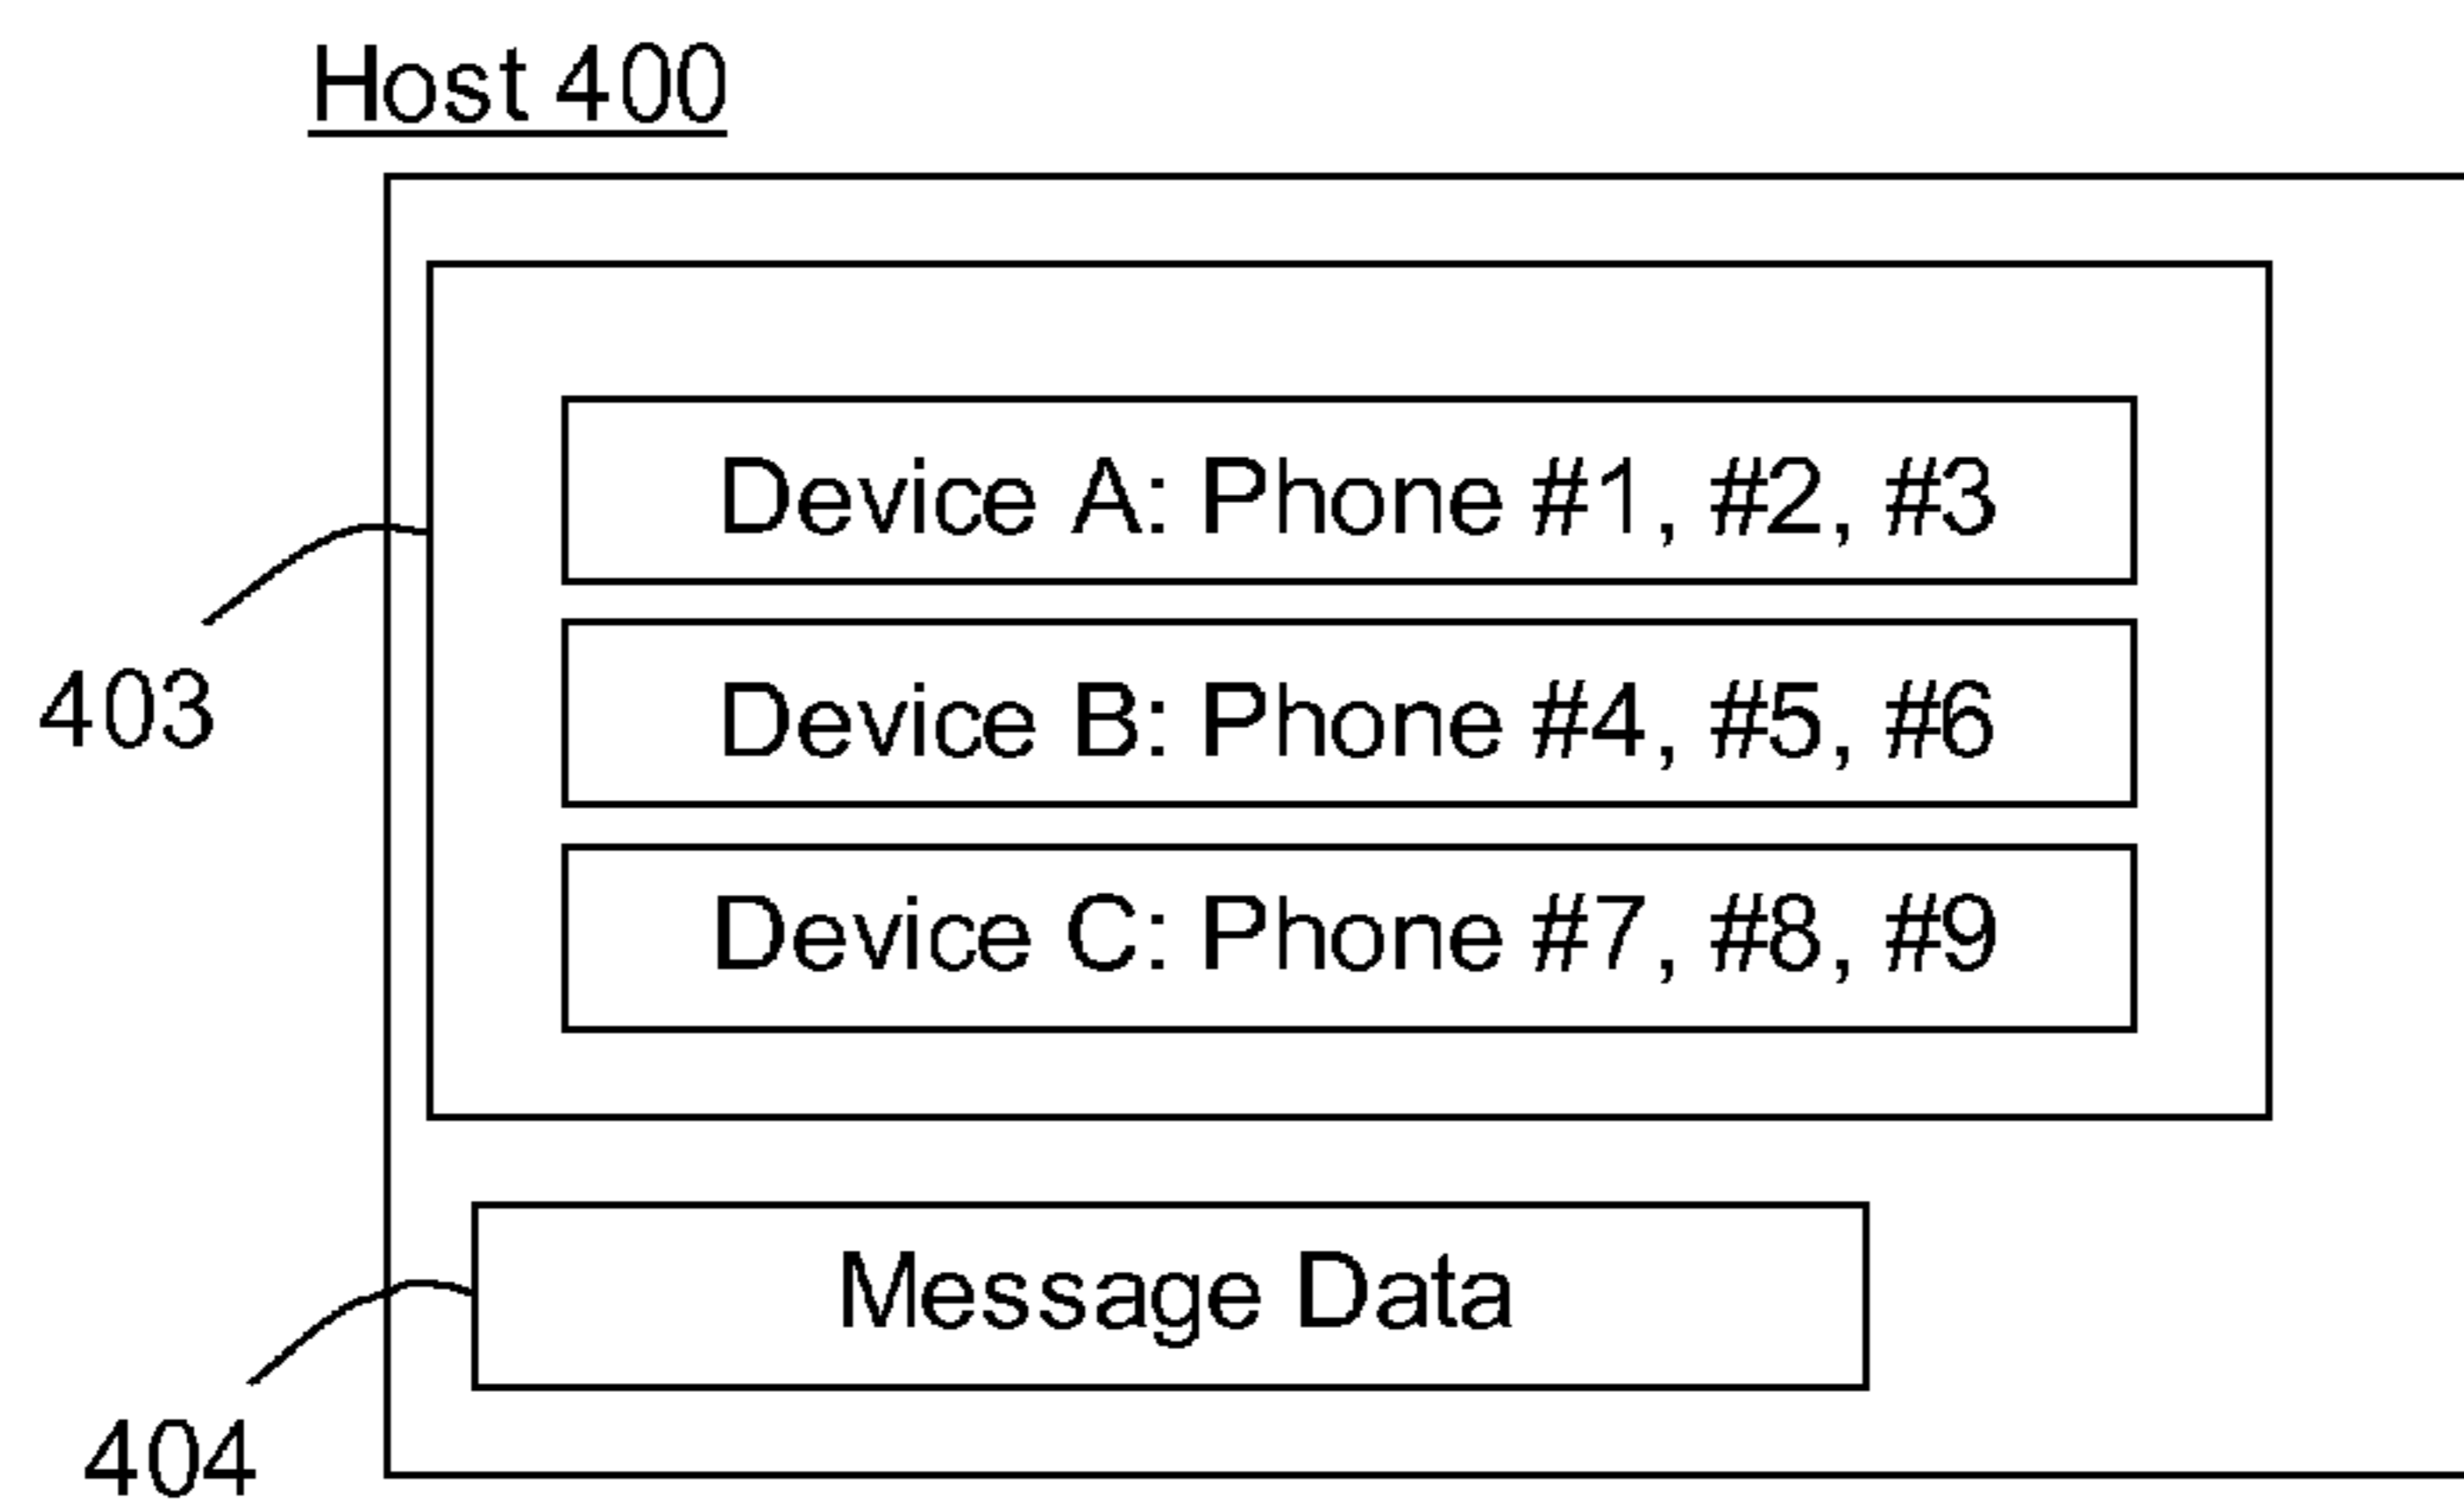 Host 400
Device A: Phone #1, #2, #3
403
Device B: Phone #4, #5, #6
Device C: Phone #7, #8, #9
Message Data
404